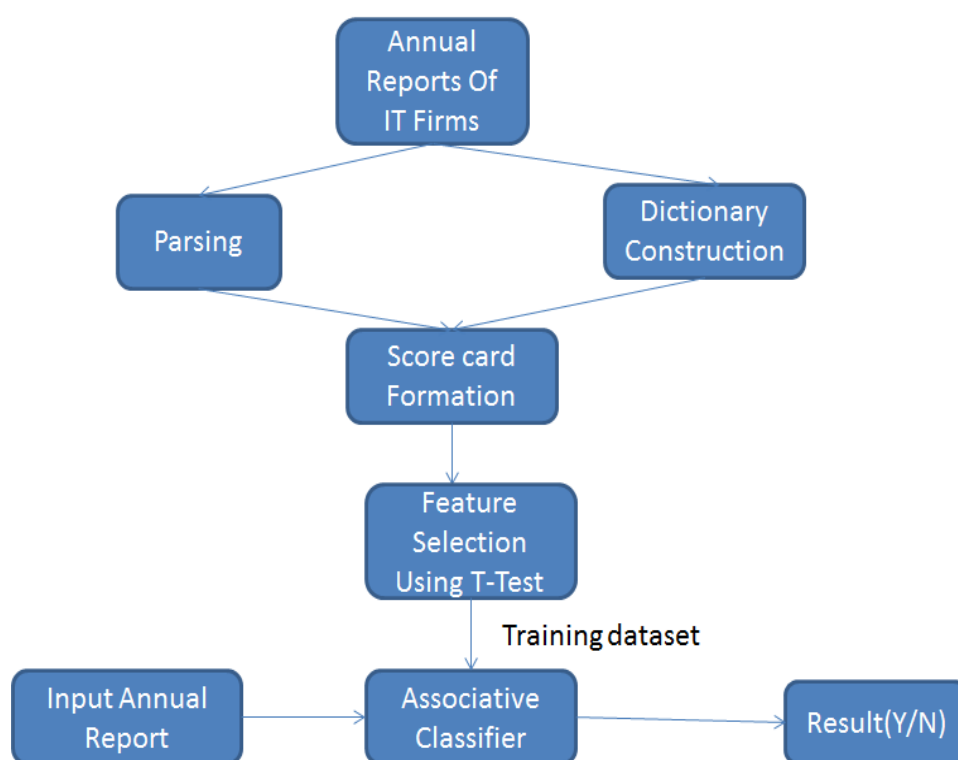 Annual
Reports Of
IT Firms
Parsing
Dictionary
Construction
Score card
Formation
Feature
Selection
Using T-Test
Training dataset
Input Annual
Report
Associative
Classifier
Result(Y/N)